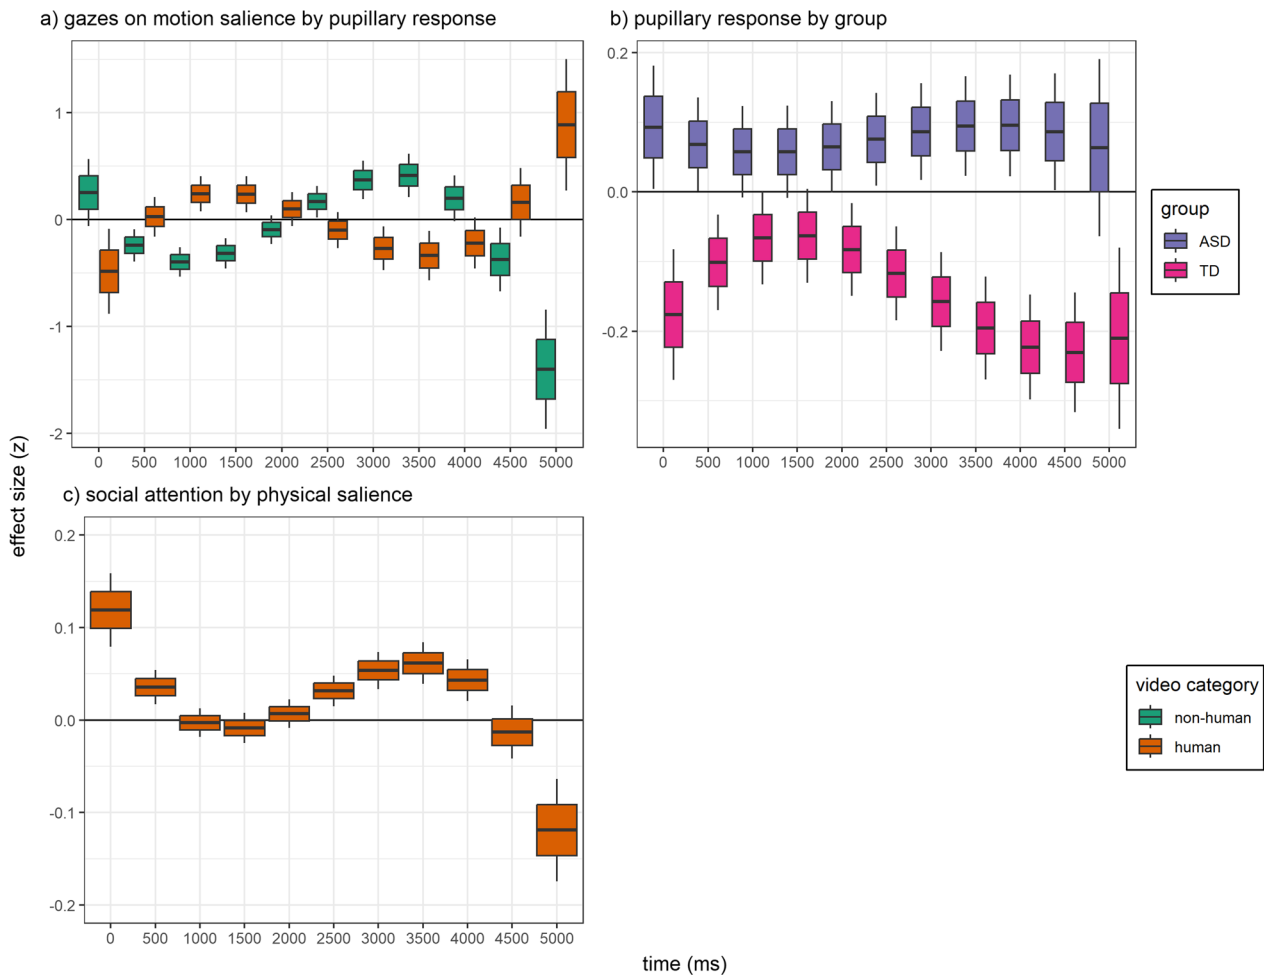 a) gazes on motion salience by pupillary response
1
0
-1
-2
0 500 1000 1500 2000 2500 3000 3500 4000 4500 5000
b) pupillary response by group
0.2
0.0
-0.2
0 500 1000 1500 2000 2500 3000 3500 4000 4500 5000
group
ASD
TD
effect size (z)
c) social attention by physical salience
0.2
0.1
0.0
-0.1
-0.2
0 500 1000 1500 2000 2500 3000 3500 4000 4500 5000
video category
non-human
human
time (ms)